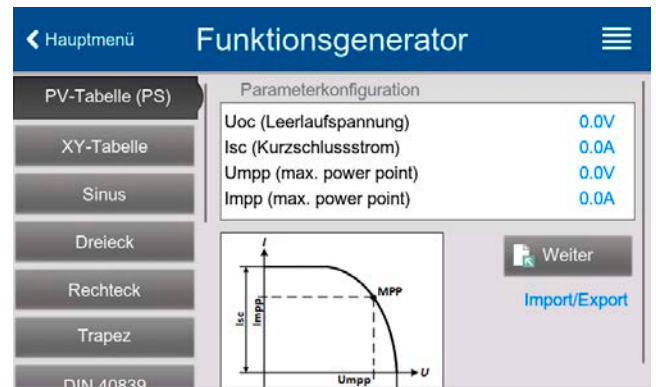 Hauptmenü
Funktionsgenerator
PV-Tabelle (PS)
XY-Tabelle
Sinus
Dreieck
Rechteck
Trapez
DIN 40839
Parameterkonfiguration
Uoc (Leerlaufspannung) 0.0V
Isc (Kurzschlussstrom) 0.0A
Umpp (max. power point) 0.0V
Impp (max. power point) 0.0A
I
MPP
Isc
Impp
Umpp
U
Weiter
Import/Export